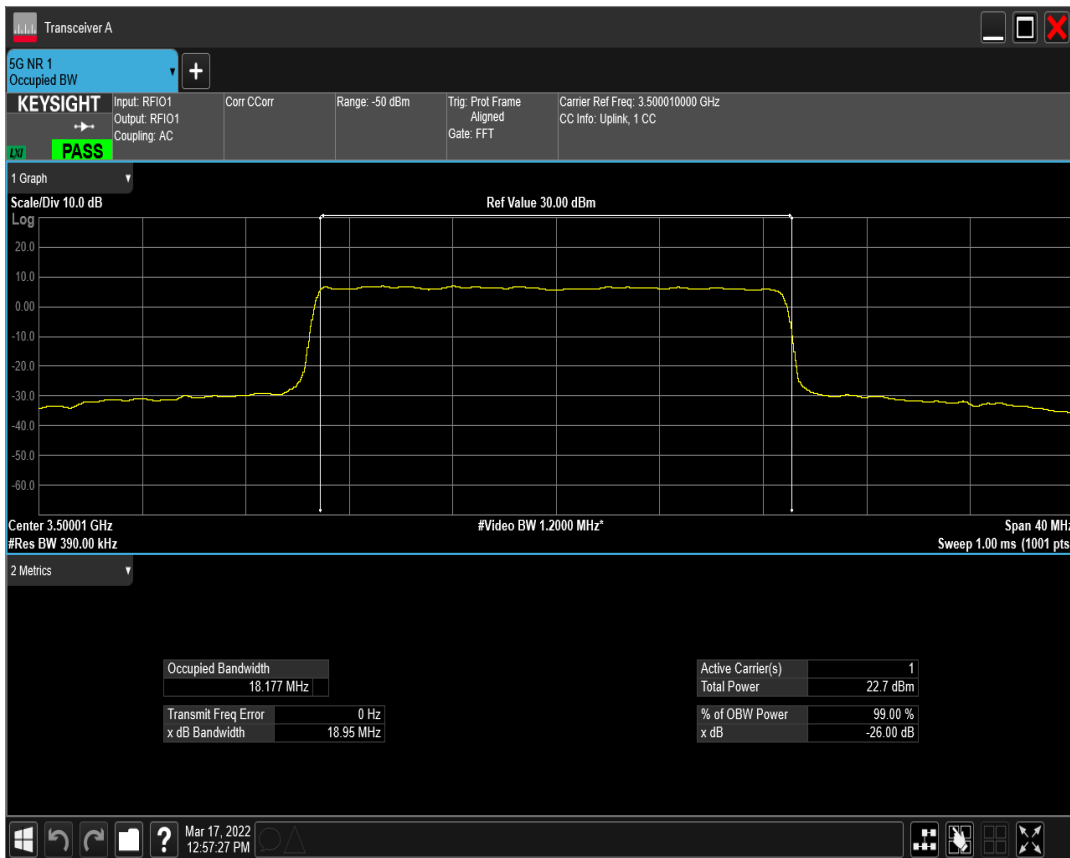 Transceiver A
5G NR 1
Occupied BW
KEYSIGHT
LXI
PASS
Input: RFIO1
Output: RFIO1
Coupling: AC
Corr CCorr
Range: -50 dBm
Trig: Prot Frame
Aligned
Gate: FFT
Carrier Ref Freq: 3.500010000 GHz
CC Info: Uplink, 1 CC
1 Graph
Scale/Div 10.0 dB
Ref Value 30.00 dBm
Log
20.0
10.0
0.00
-10.0
-20.0
-30.0
-40.0
-50.0
-60.0
Center 3.50001 GHz
#Video BW 1.2000 MHz*
Span 40 MHz
#Res BW 390.00 kHz
Sweep 1.00 ms (1001 pts
2 Metrics
Occupied Bandwidth
18.177 MHz
Transmit Freq Error 0 Hz
x dB Bandwidth 18.95 MHz
Active Carrier(s) 1
Total Power 22.7 dBm
% of OBW Power 99.00 %
x dB -26.00 dB
?
Mar 17, 2022
12:57:27 PM